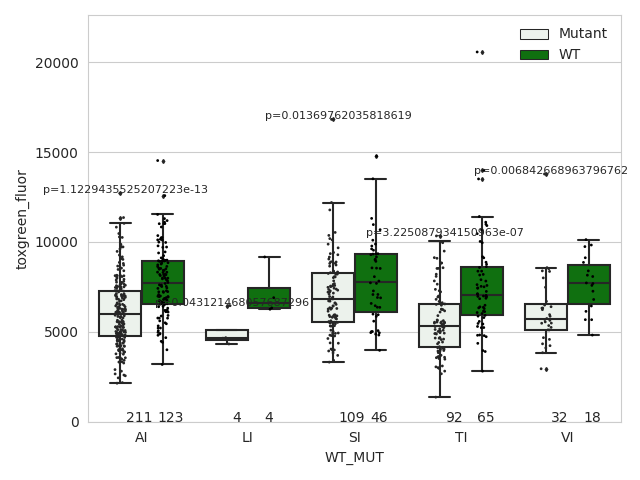 Mutant
WT
20000
15000
10000
5000
0
toxgreen_fluor
p=1.1229435525207223e-13
p=0.01369762035818619
p=3.225087934150963e-07
p=0.006842668963796762
211 123
4 4
109 46
92 65
32 18
AI
LI
SI
TI
VI
WT_MUT